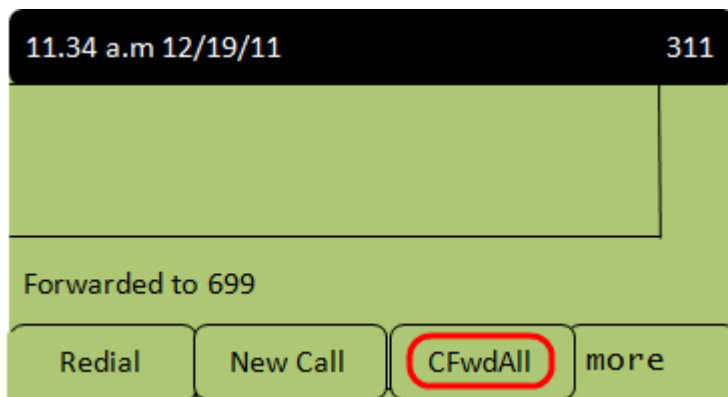 11.34 a.m 12/19/11 311
Forwarded to 699
Redial New Call CFwdAll more